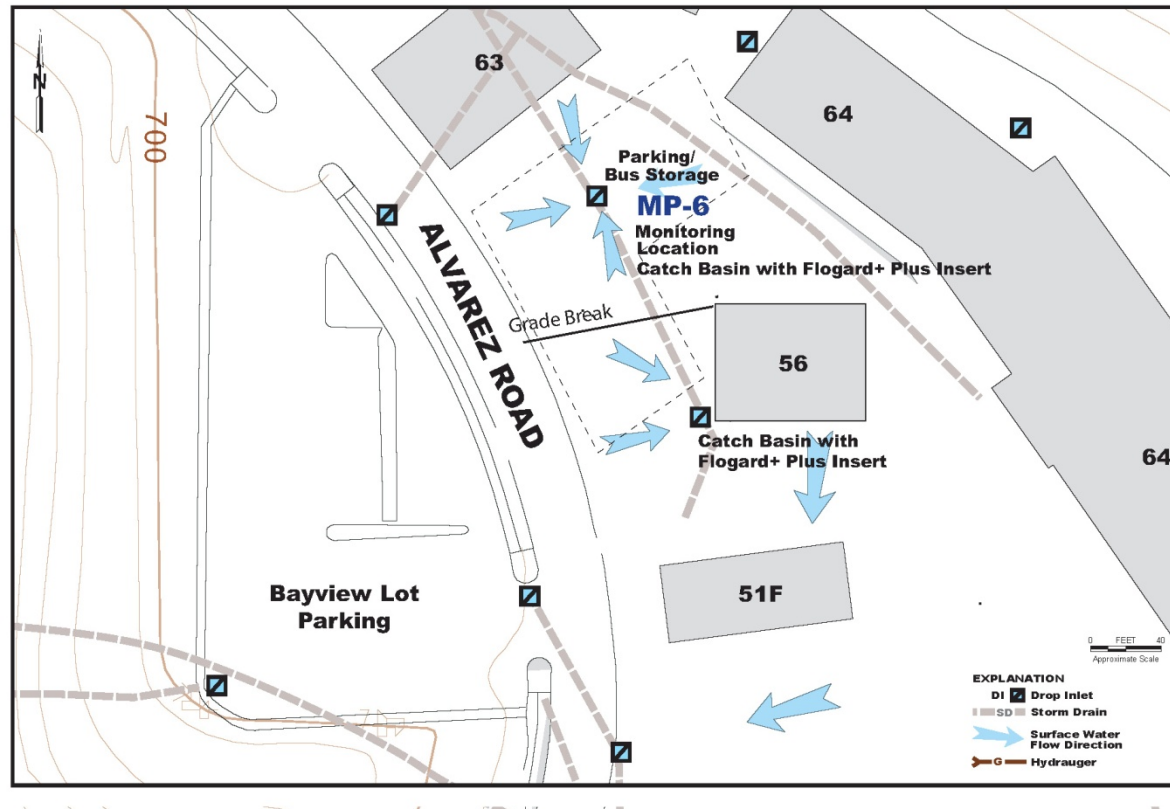 N
700
63
64
Parking/
Bus Storage
MP-6
Monitoring
Location
Catch Basin with Flogard+ Plus Insert
ALVAREZ ROAD
Grade Break
56
Catch Basin with
Flogard+ Plus Insert
64
51F
Bayview Lot
Parking
0 FEET 40
Approximate Scale
EXPLANATION
DI Drop Inlet
SD Storm Drain
Surface Water
Flow Direction
G Hydrauger